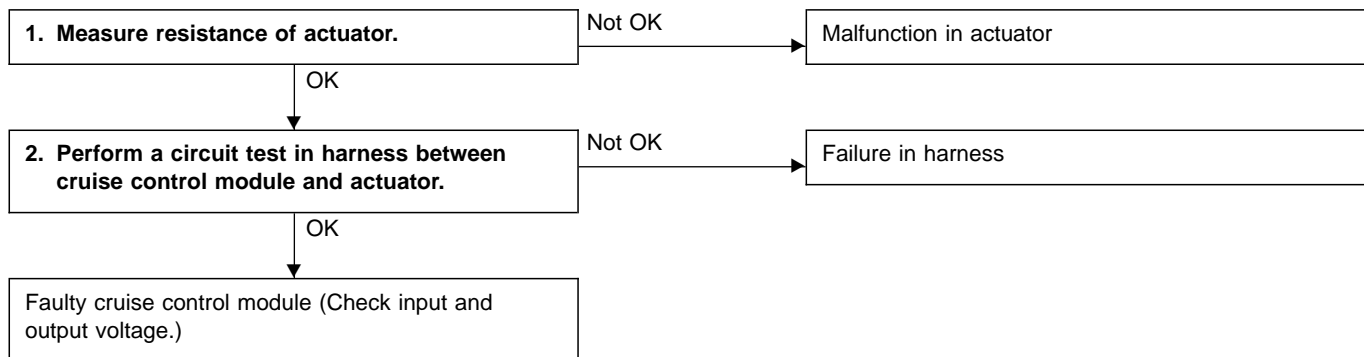 1. Measure resistance of actuator.
Not OK
Malfunction in actuator
OK
2. Perform a circuit test in harness between
cruise control module and actuator.
Not OK
Failure in harness
OK
Faulty cruise control module (Check input and
output voltage.)